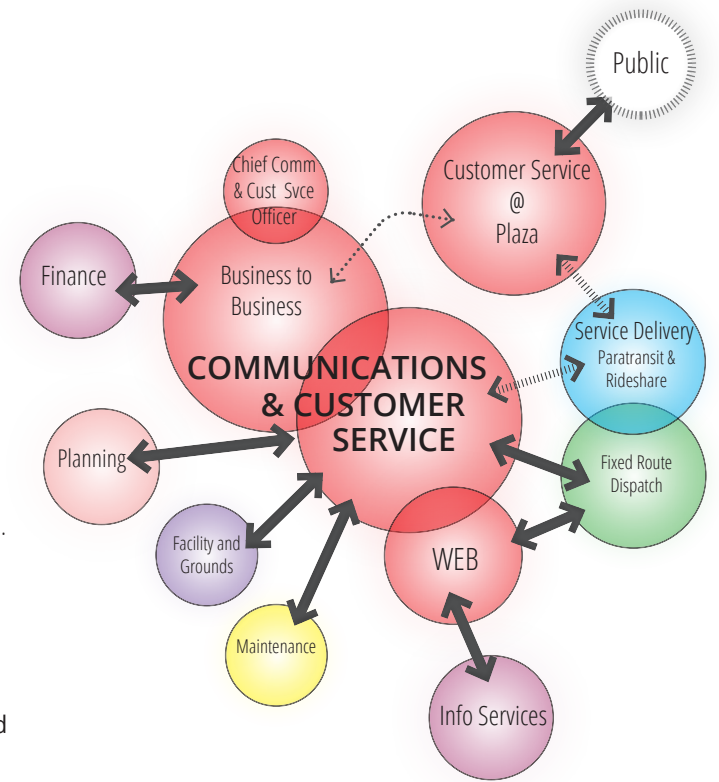 Public
Customer Service
@
Plaza
Chief Comm
& Cust Svce
Officer
Finance
Business to
Business
Service Delivery
Paratransit &
Rideshare
COMMUNICATIONS
& CUSTOMER
SERVICE
Planning
Fixed Route
Dispatch
.
Facility and
Grounds
WEB
Maintenance
Info Services
d